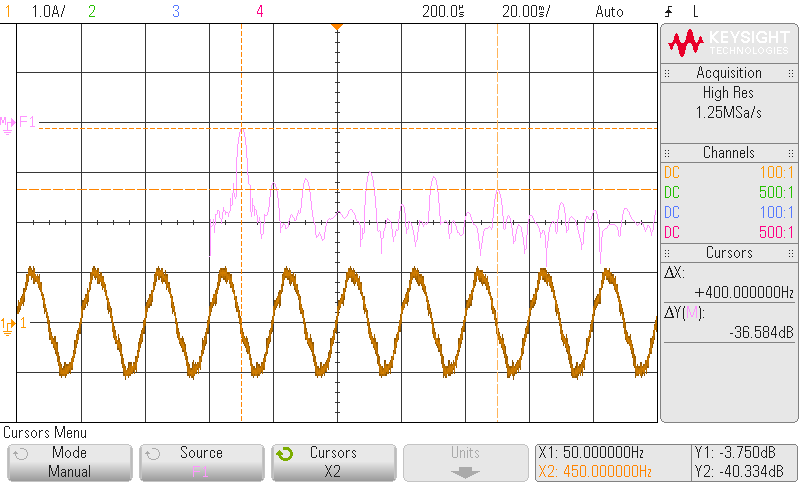 1 1.0A/ 2 3 4 200.0㎲ 20.00㎳/ Auto L
KEYSIGHT
TECHNOLOGIES
Acquisition
High Res
1.25MSa/s
Channels
DC 100:1
DC 500:1
DC 100:1
DC 500:1
Cursors
ΔX:
+400.000000Hz
ΔY(M):
-36.584dB
M F1
1 1
Cursors Menu
Mode
Manual
Source
Cursors
X2
Units
X1: 50.000000Hz
X2: 450.000000Hz
Y1: -3.750dB
Y2: -40.334dB